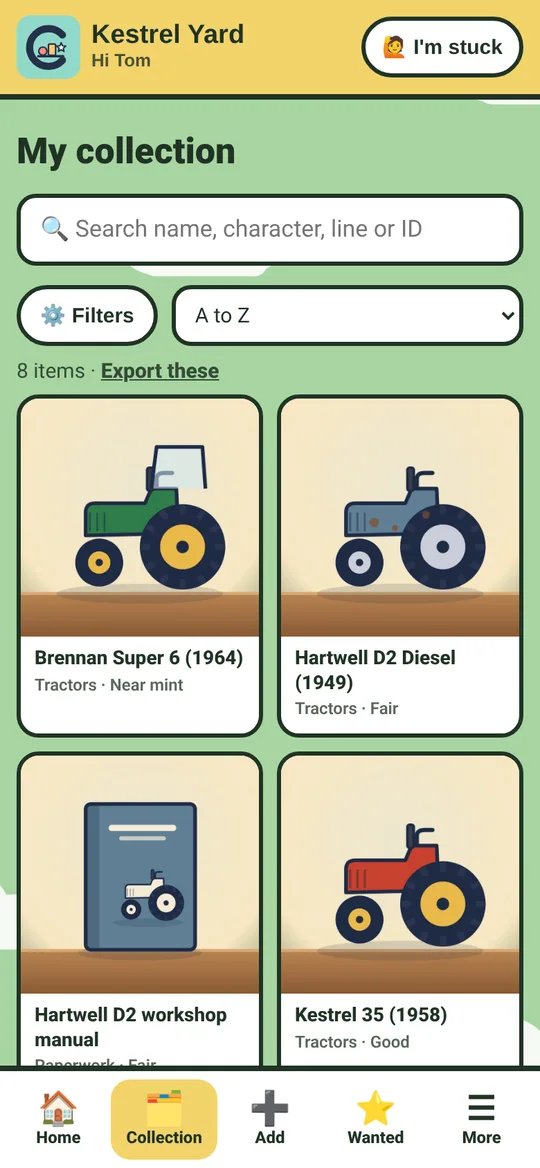 Kestrel Yard
Hi Tom
🙋 I'm stuck
My collection
🔍 Search name, character, line or ID
⚙️ Filters
A to Z
8 items · Export these
Brennan Super 6 (1964)
Tractors · Near mint
Hartwell D2 Diesel
(1949)
Tractors · Fair
Hartwell D2 workshop
manual
Paperwork · Fair
Kestrel 35 (1958)
Tractors · Good
Home
Collection
Add
Wanted
More